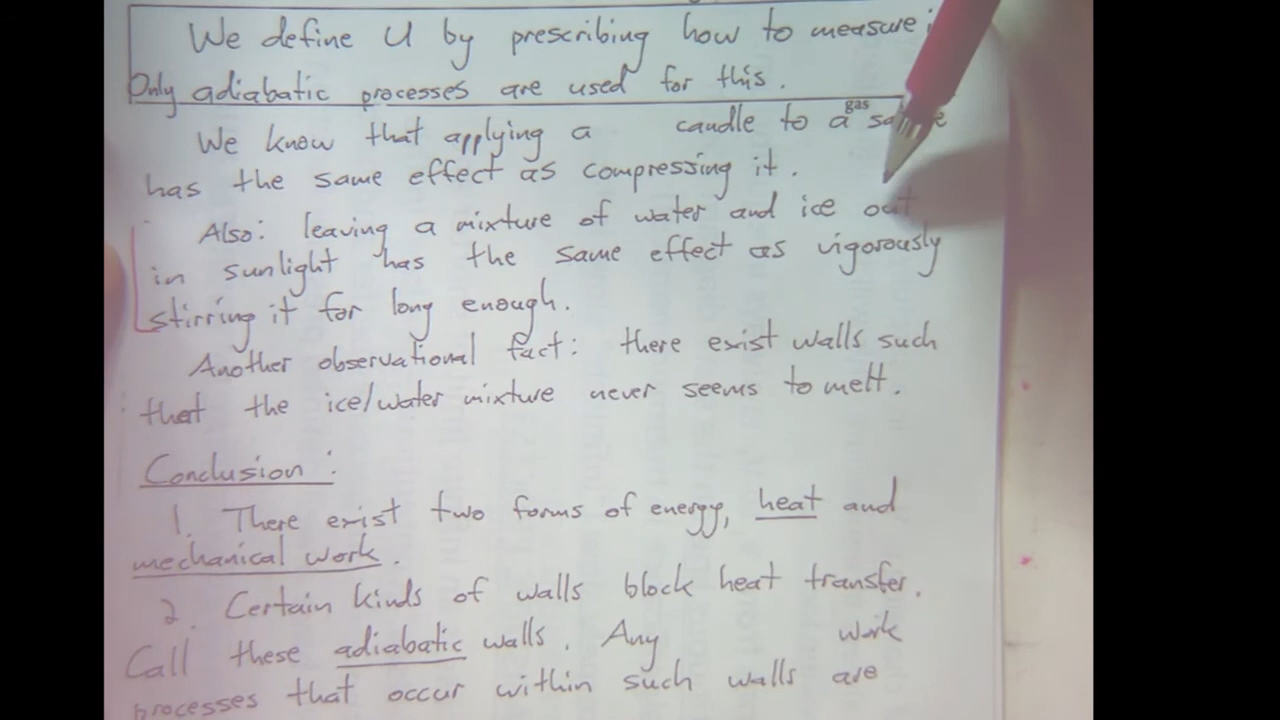 We define U by prescribing how to measure
Only adiabatic processes are used for this.
We know that applying a candle to a gas
has the same effect as compressing it.
Also: leaving a mixture of water and ice out
in sunlight has the same effect as vigorously
stirring it for long enough.
Another observational fact: there exist walls such
that the ice/water mixture never seems to melt.
Conclusion:
1. There exist two forms of energy, heat and
mechanical work.
2. Certain kinds of walls block heat transfer.
Call these adiabatic walls. Any work
processes that occur within such walls are